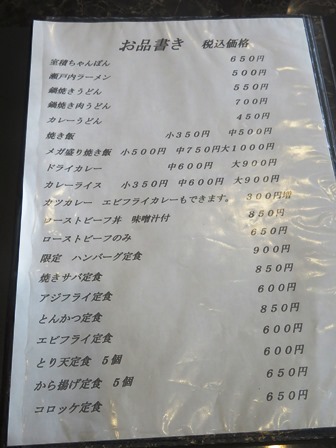 お品書き 税込価格
室積ちゃんぽん 650円
瀬戸内ラーメン 500円
鍋焼きうどん 550円
鍋焼き肉うどん 700円
カレーうどん 450円
焼き飯 小350円 中500円
メガ盛り焼き飯 小500円 中750円大1000円
ドライカレー 中600円 大900円
カレーライス 小350円 中600円 大900円
カツカレー エビフライカレーもできます。 300円増
ローストビーフ丼 味噌汁付 850円
ローストビーフのみ 650円
限定 ハンバーグ定食 900円
焼きサバ定食 850円
アジフライ定食 600円
とんかつ定食 850円
エビフライ定食 600円
とり天定食 5個 650円
から揚げ定食 5個 650円
コロッケ定食 650円